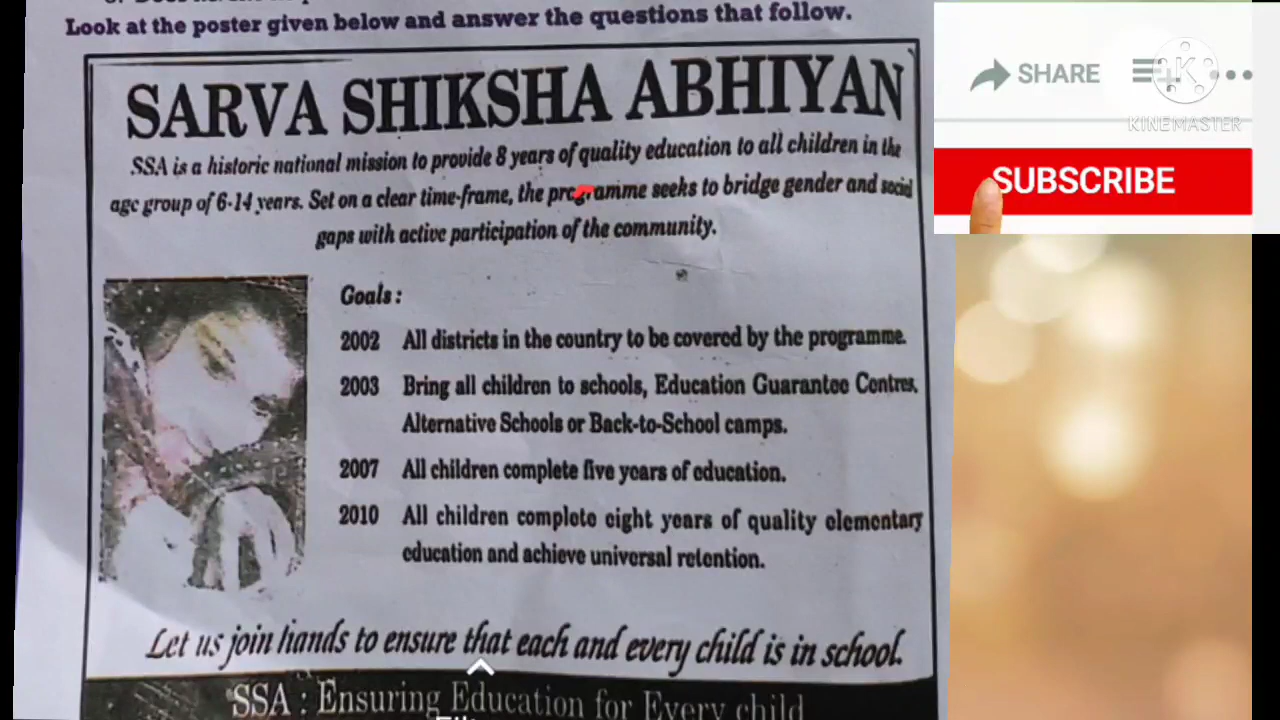 Look at the poster given below and answer the questions that follow.
SARVA SHIKSHA ABHIYAN
SSA is a historic national mission to provide 8 years of quality education to all children in the
age group of 6-14 years. Set on a clear time-frame, the programme seeks to bridge gender and social
gaps with active participation of the community.
Goals :
2002 All districts in the country to be covered by the programme.
2003 Bring all children to schools, Education Guarantee Centres,
Alternative Schools or Back-to-School camps.
2007 All children complete five years of education.
2010 All children complete eight years of quality elementary
education and achieve universal retention.
Let us join hands to ensure that each and every child is in school.
SSA : Ensuring Education for Every child
SHARE
KINEMASTER
SUBSCRIBE